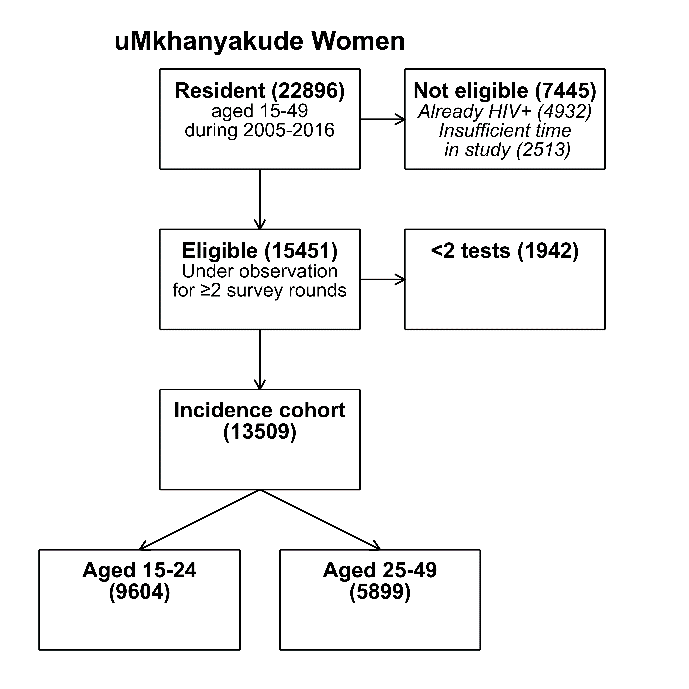 uMkhanyakude Women
Resident (22896)
aged 15-49
during 2005-2016
Not eligible (7445)
Already HIV+ (4932)
Insufficient time
in study (2513)
Eligible (15451)
Under observation
for ≥2 survey rounds
<2 tests (1942)
Incidence cohort
(13509)
Aged 15-24
(9604)
Aged 25-49
(5899)